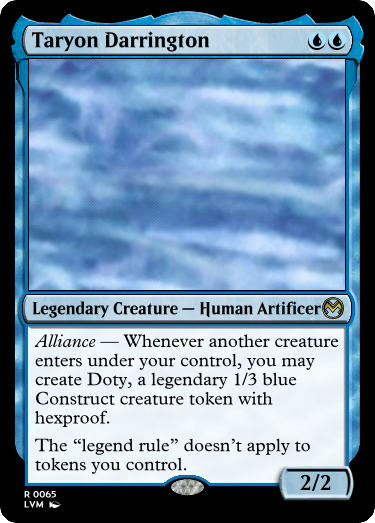 Taryon Darrington
Legendary Creature — Human Artificer
Alliance — Whenever another creature
enters under your control, you may
create Doty, a legendary 1/3 blue
Construct creature token with
hexproof.
The “legend rule” doesn’t apply to
tokens you control.
2/2
R 0065
LVM